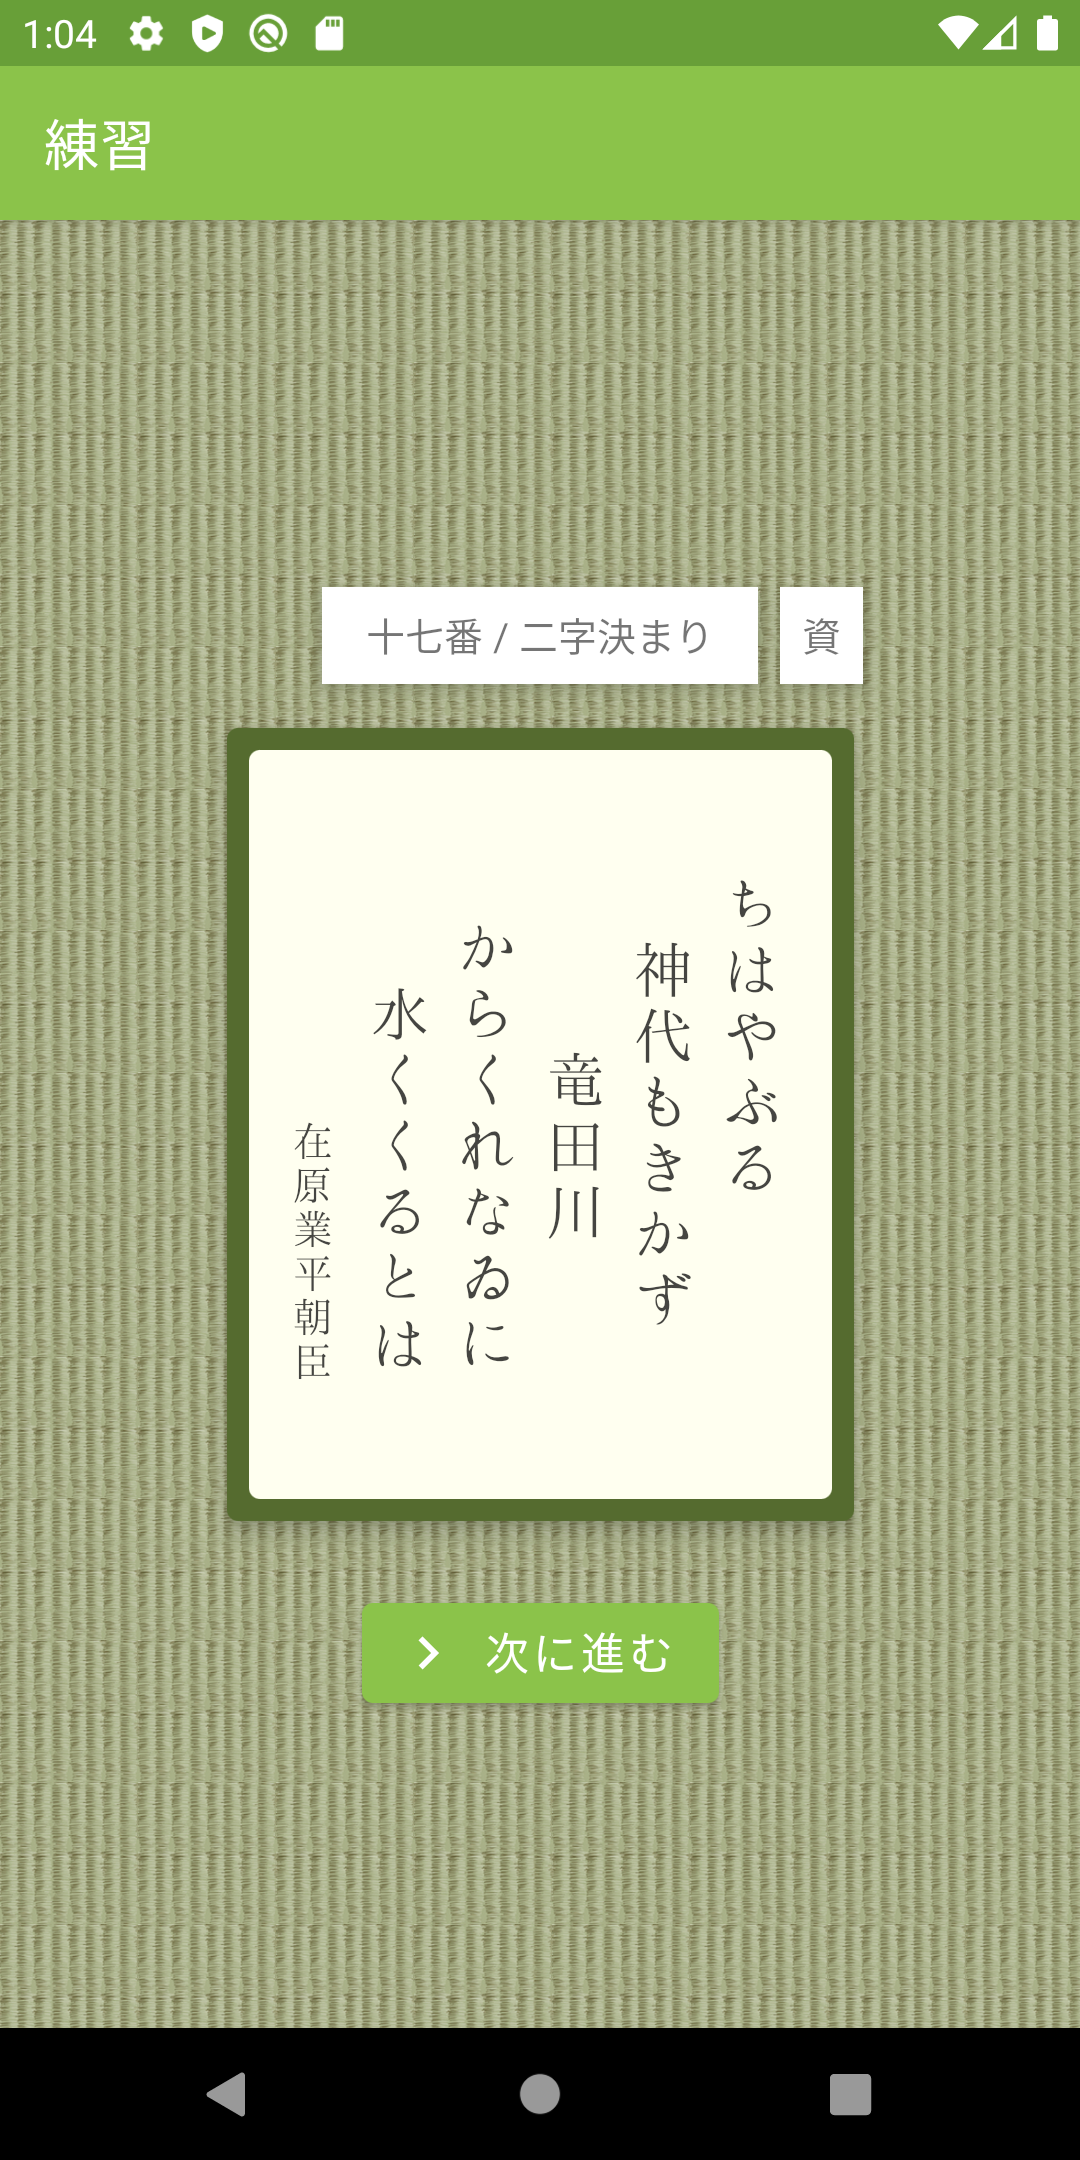 1:04
練習
十七番 / 二字決まり
資
ちはやぶる
神代もきかず
竜田川
からくれなゐに
水くくるとは
在原業平朝臣
次に進む